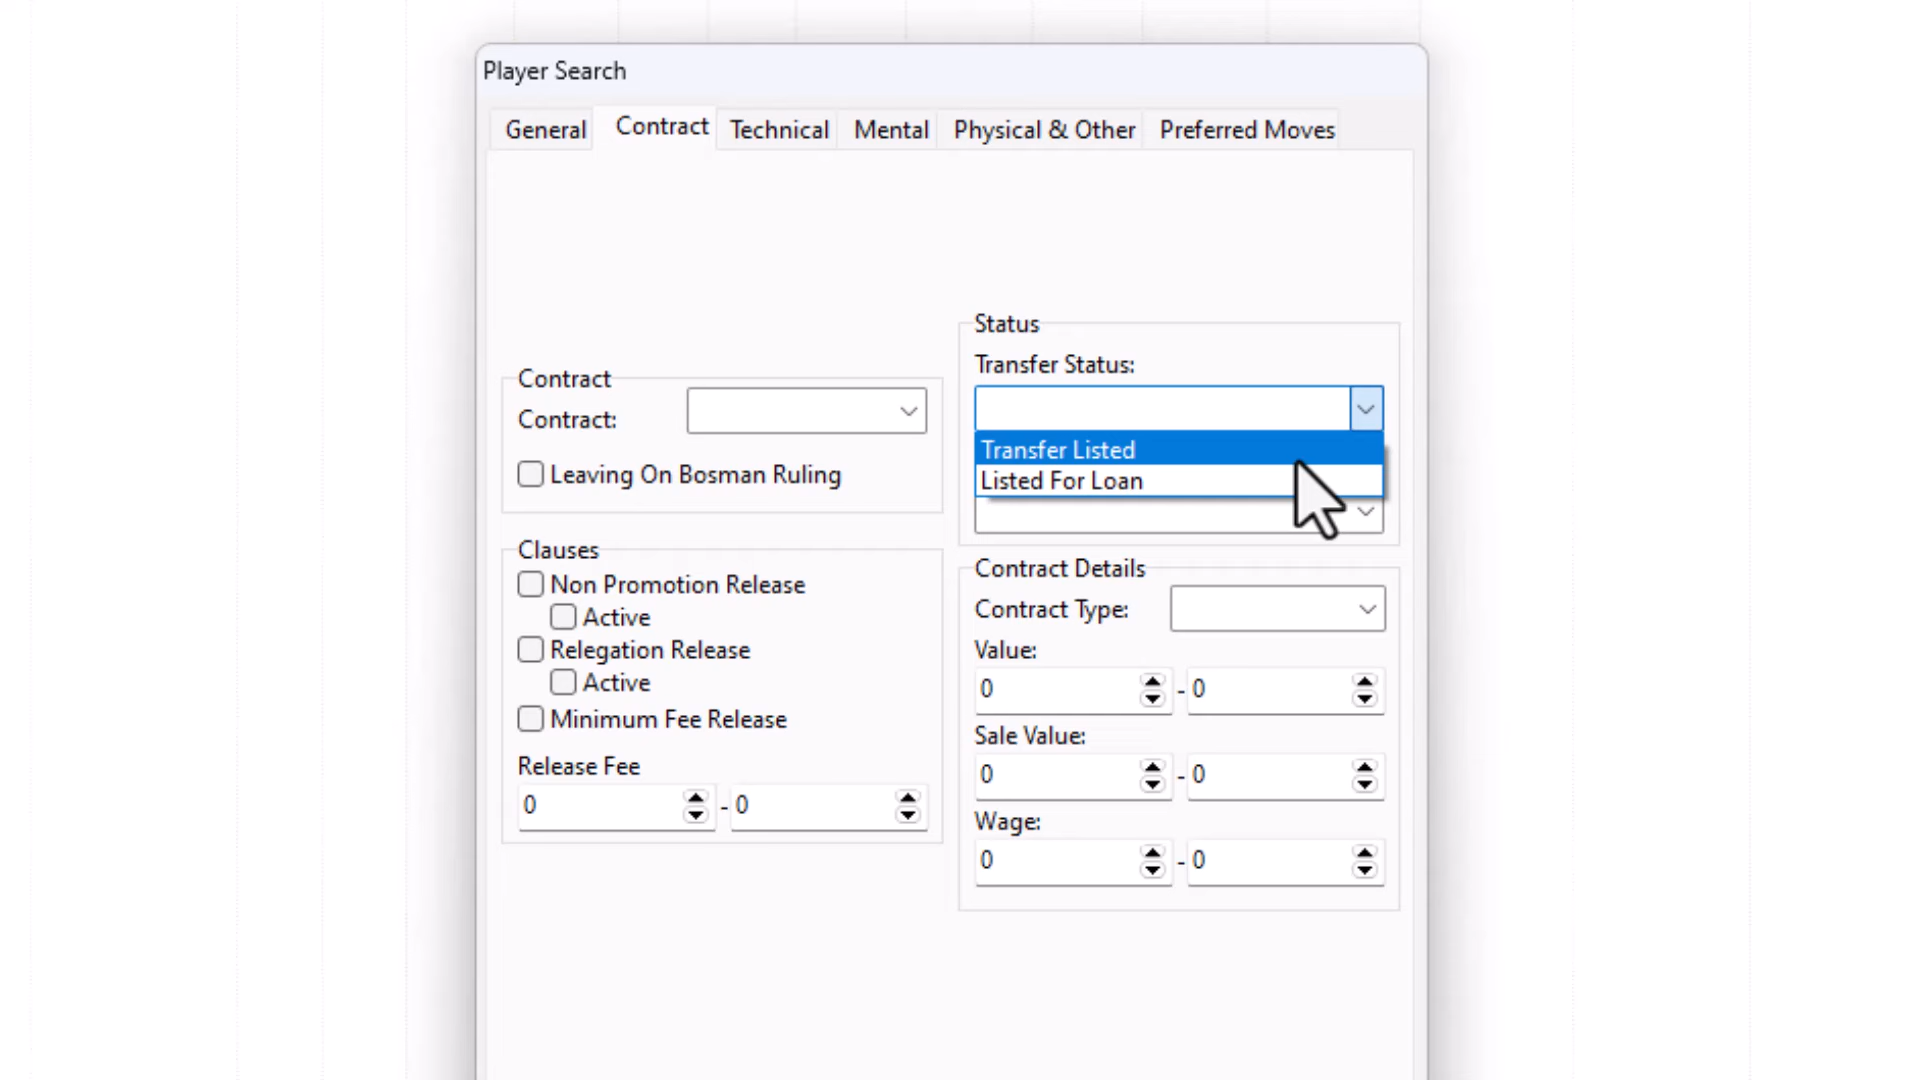 Player Search
General Contract Technical Mental Physical & Other Preferred Moves
Contract
Contract:
Leaving On Bosman Ruling
Clauses
Non Promotion Release
Active
Relegation Release
Active
Minimum Fee Release
Release Fee
0 - 0
Status
Transfer Status:
Transfer Listed
Listed For Loan
Contract Details
Contract Type:
Value:
0 - 0
Sale Value:
0 - 0
Wage:
0 - 0